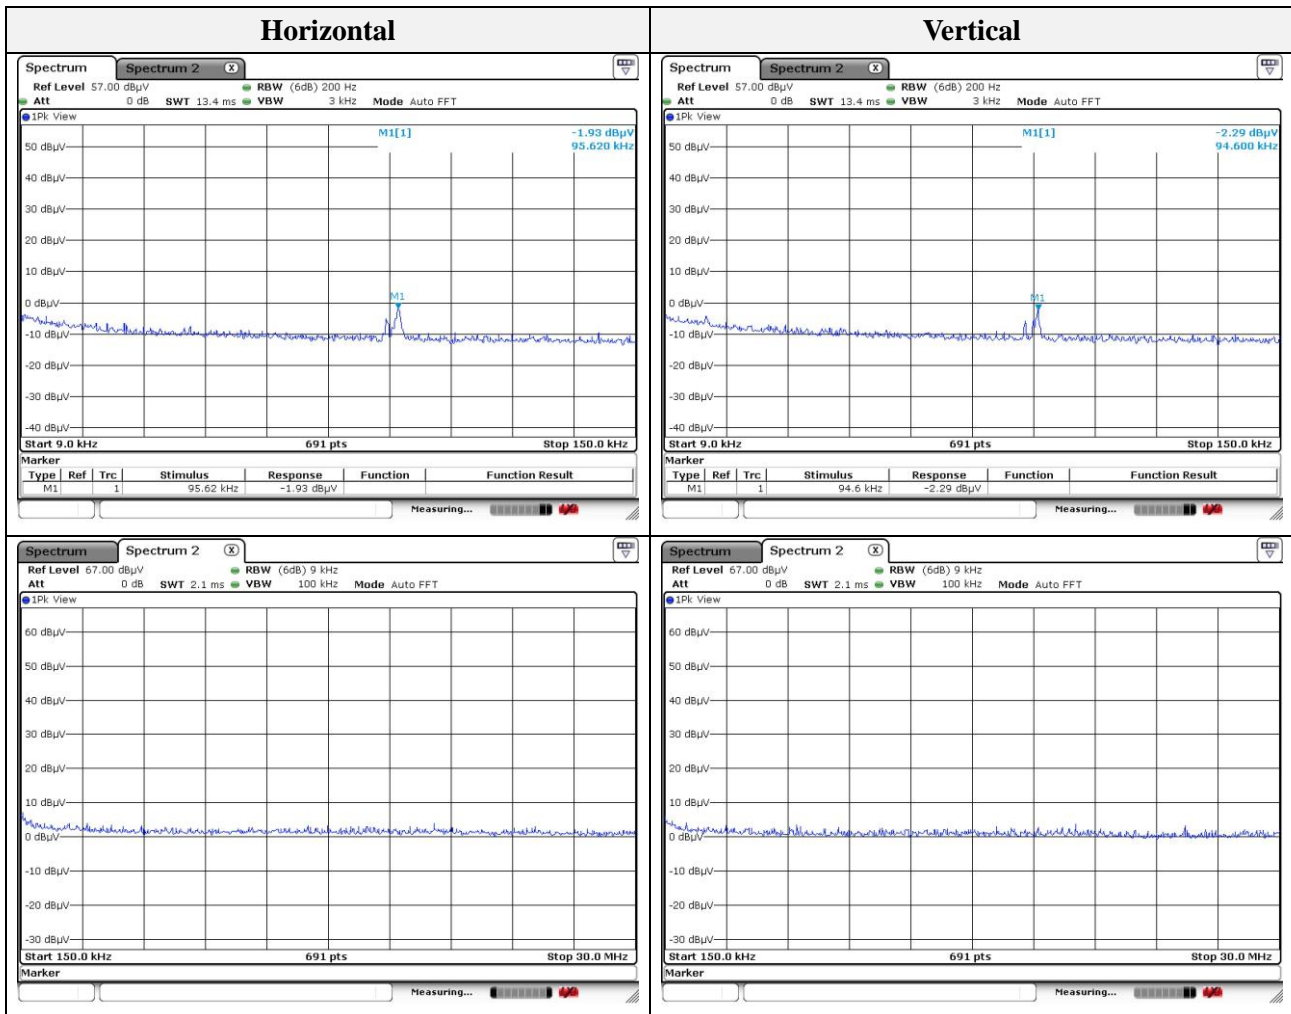 Horizontal
Vertical
Spectrum Spectrum 2 X
Ref Level 57.00 dBµV RBW (6dB) 200 Hz
Att 0 dB SWT 13.4 ms VBW 3 kHz Mode Auto FFT
1Pk View
M1[1] -1.93 dBµV
95.620 kHz
50 dBµV
40 dBµV
30 dBµV
20 dBµV
10 dBµV
0 dBµV
M1
-10 dBµV
-20 dBµV
-30 dBµV
-40 dBµV
Start 9.0 kHz 691 pts Stop 150.0 kHz
Marker
Type Ref Trc Stimulus Response Function Function Result
M1 1 95.62 kHz -1.93 dBµV
Measuring...
Spectrum Spectrum 2 X
Ref Level 57.00 dBµV RBW (6dB) 200 Hz
Att 0 dB SWT 13.4 ms VBW 3 kHz Mode Auto FFT
1Pk View
M1[1] -2.29 dBµV
94.600 kHz
50 dBµV
40 dBµV
30 dBµV
20 dBµV
10 dBµV
0 dBµV
M1
-10 dBµV
-20 dBµV
-30 dBµV
-40 dBµV
Start 9.0 kHz 691 pts Stop 150.0 kHz
Marker
Type Ref Trc Stimulus Response Function Function Result
M1 1 94.6 kHz -2.29 dBµV
Measuring...
Spectrum Spectrum 2 X
Ref Level 67.00 dBµV RBW (6dB) 9 kHz
Att 0 dB SWT 2.1 ms VBW 100 kHz Mode Auto FFT
1Pk View
60 dBµV
50 dBµV
40 dBµV
30 dBµV
20 dBµV
10 dBµV
0 dBµV
-10 dBµV
-20 dBµV
-30 dBµV
Start 150.0 kHz 691 pts Stop 30.0 MHz
Marker
Measuring...
Spectrum Spectrum 2 X
Ref Level 67.00 dBµV RBW (6dB) 9 kHz
Att 0 dB SWT 2.1 ms VBW 100 kHz Mode Auto FFT
1Pk View
60 dBµV
50 dBµV
40 dBµV
30 dBµV
20 dBµV
10 dBµV
0 dBµV
-10 dBµV
-20 dBµV
-30 dBµV
Start 150.0 kHz 691 pts Stop 30.0 MHz
Marker
Measuring...